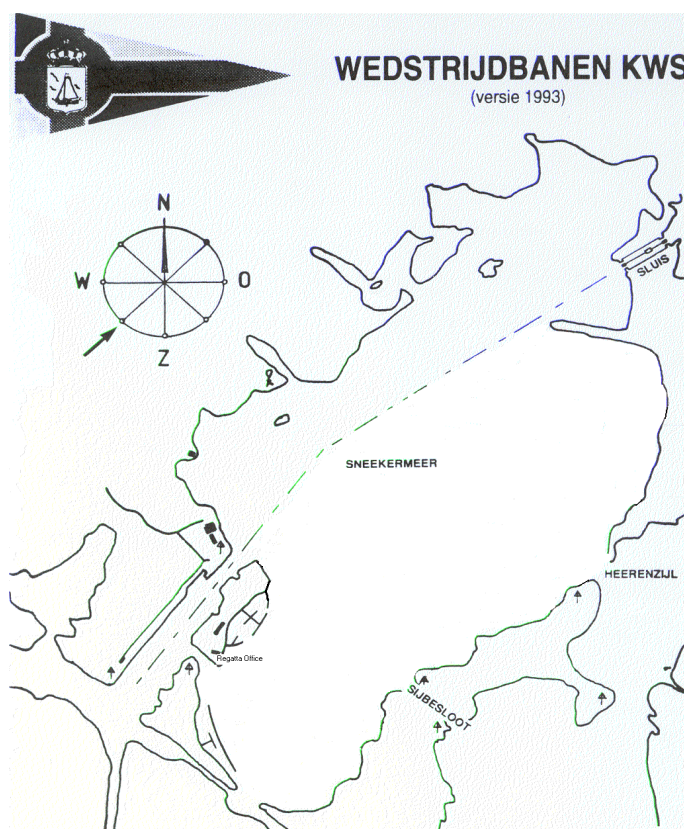 WEDSTRIJDBANEN KWS
(versie 1993)
N
W O
Z
SLUIS
SNEEKERMEER
HEERENZIJL
Regatta Office
SIJBESLOOT